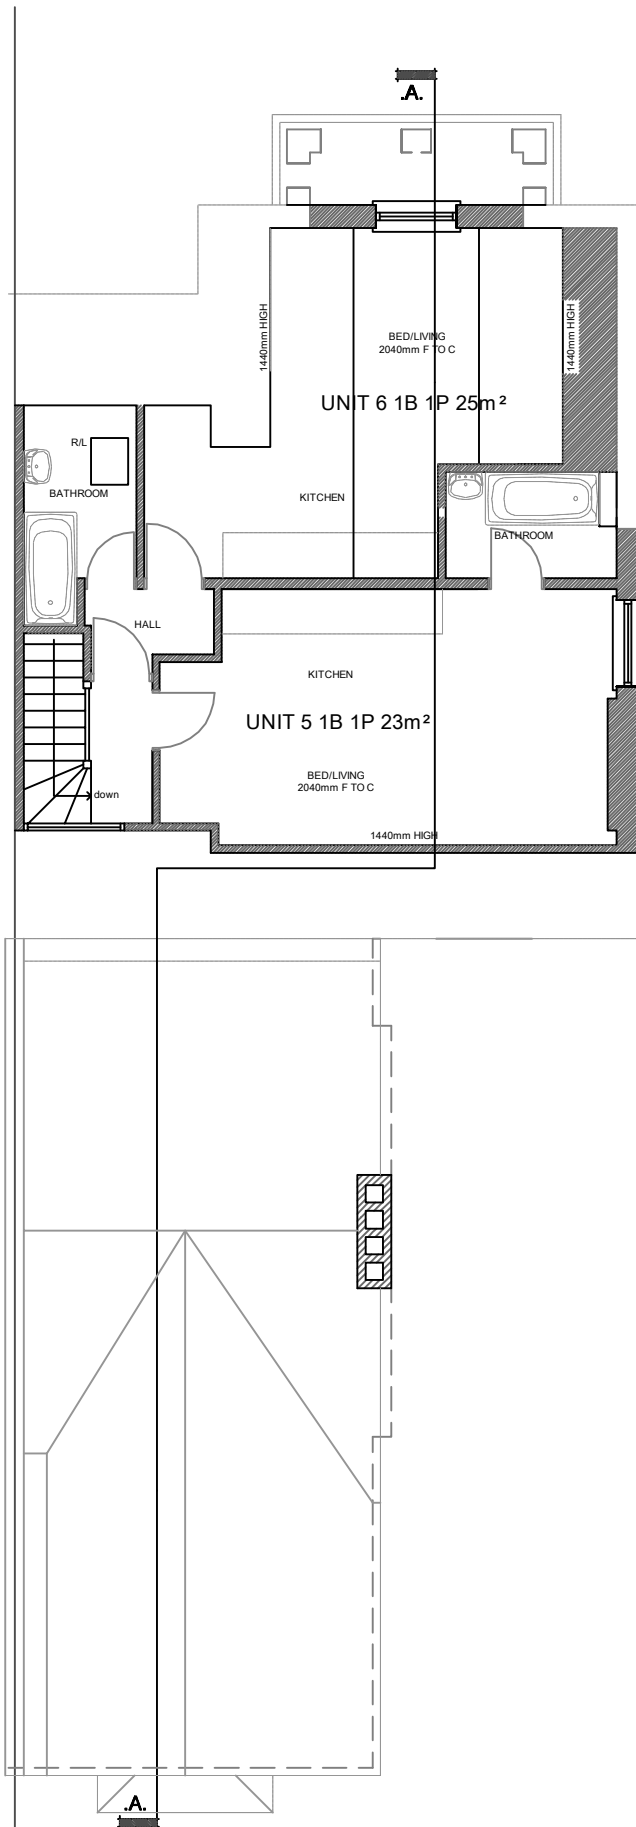 .A.
1440mm HIGH
1440mm HIGH
BED/LIVING
2040mm F TO C
UNIT 6 1B 1P 25m²
R/L
BATHROOM
KITCHEN
BATHROOM
HALL
KITCHEN
UNIT 5 1B 1P 23m²
BED/LIVING
2040mm F TO C
down
1440mm HIGH
.A.